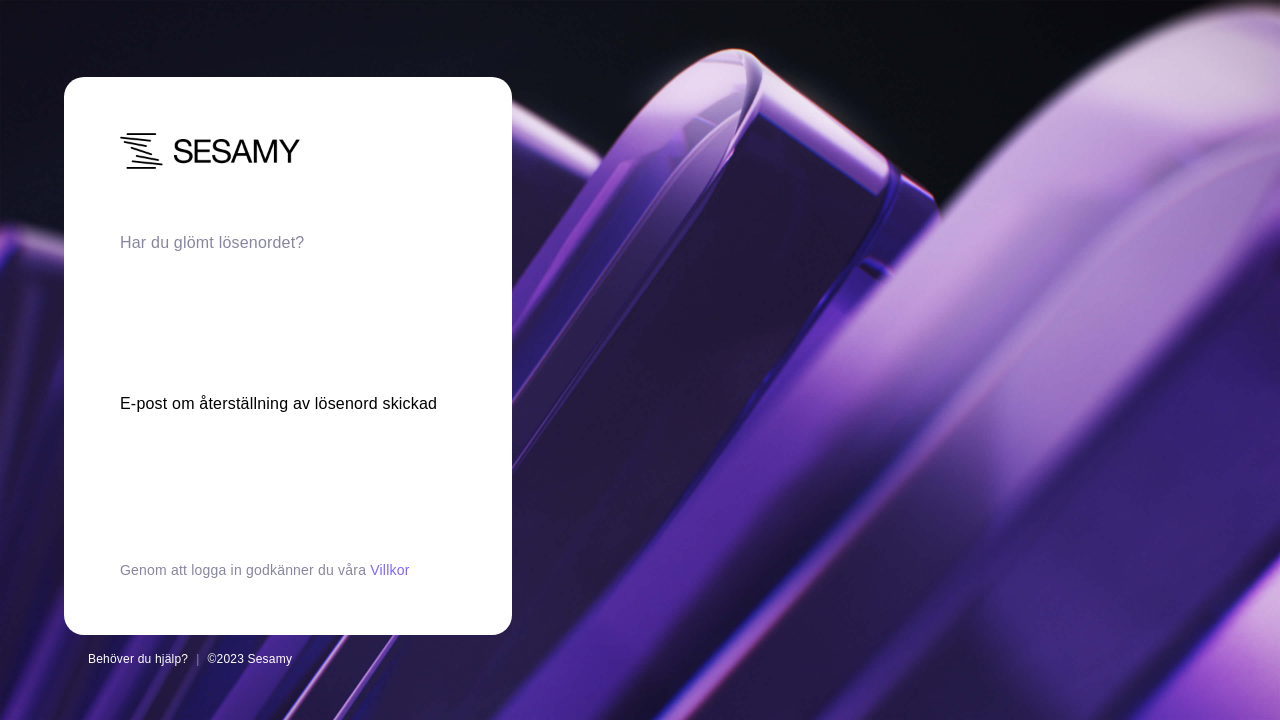 SESAMY
Har du glömt lösenordet?
E-post om återställning av lösenord skickad
Genom att logga in godkänner du våra Villkor
Behöver du hjälp? | ©2023 Sesamy